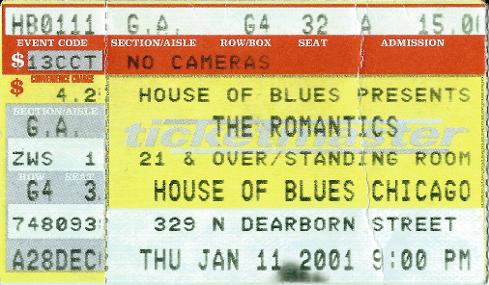 HB0111 G.A. G4 32 A 15.00
EVENT CODE SECTION/AISLE ROW/BOX SEAT ADMISSION
$ 13CCT NO CAMERAS
$ CONVENIENCE CHARGE
4.2 HOUSE OF BLUES PRESENTS
SECTION/AISLE
G.A. THE ROMANTICS
ticketmaster
ZWS 1 21 & OVER/STANDING ROOM
ROW SEAT
G4 3 HOUSE OF BLUES CHICAGO
748093 329 N DEARBORN STREET
A28DEC THU JAN 11 2001 9:00 PM